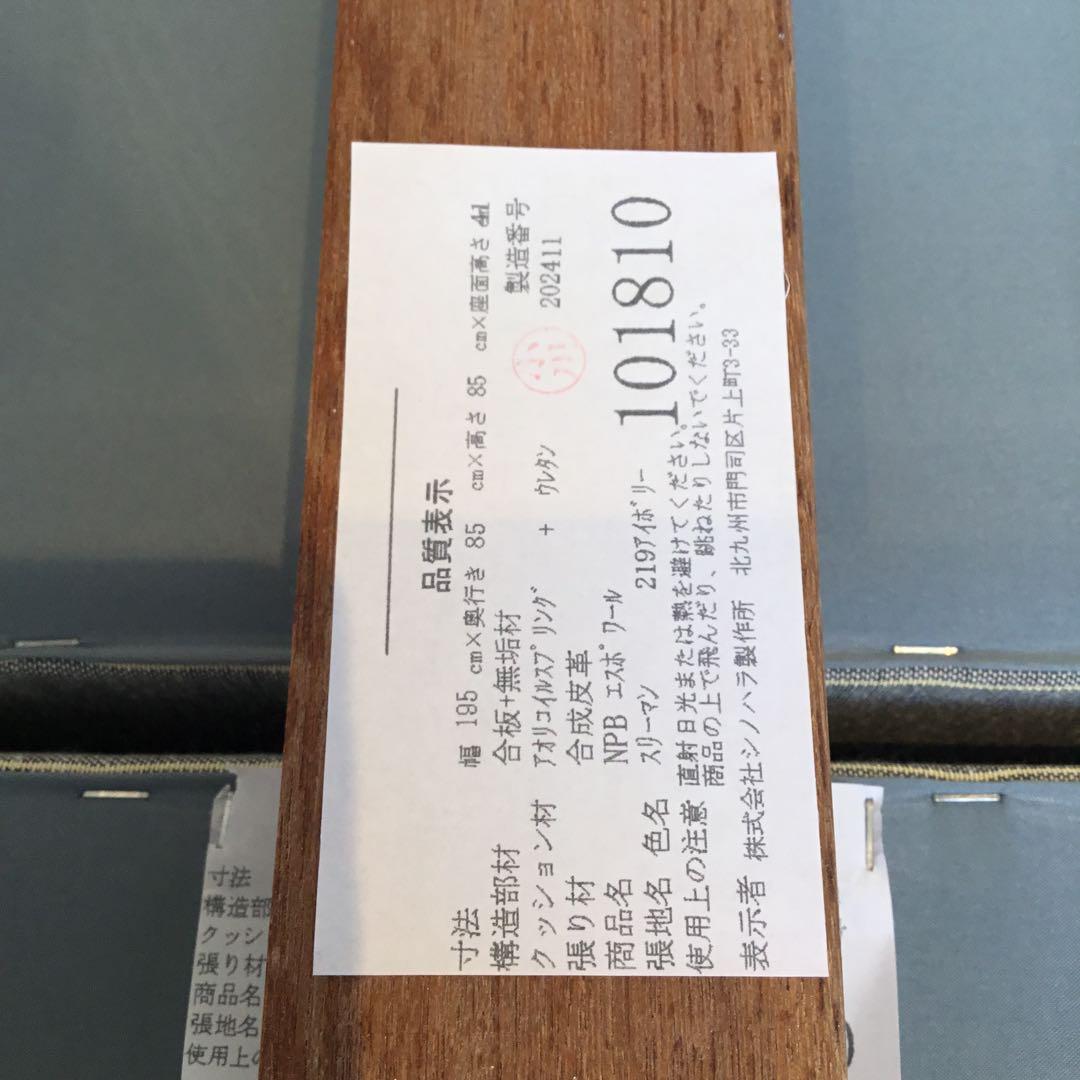 品質表示
寸法 幅 195 cm×奥行き 85 cm×高さ 85 cm×座面高さ
構造部材 合板+無垢材 製造番号
クッション材 アオリコイルスプリング + ウレタン 202411
張り材 合成皮革
商品名 NPB エスポワール 101810
張地名 色名 スリーマン 219アイボリー
使用上の注意 直射日光または熱を避けてください。
商品の上で飛んだり、跳ねたりしないでください。
表示者 株式会社シノハラ製作所 北九州市門司区片上町3-33
寸法
構造部
クッシ
張り材
商品名
張地名
使用上の